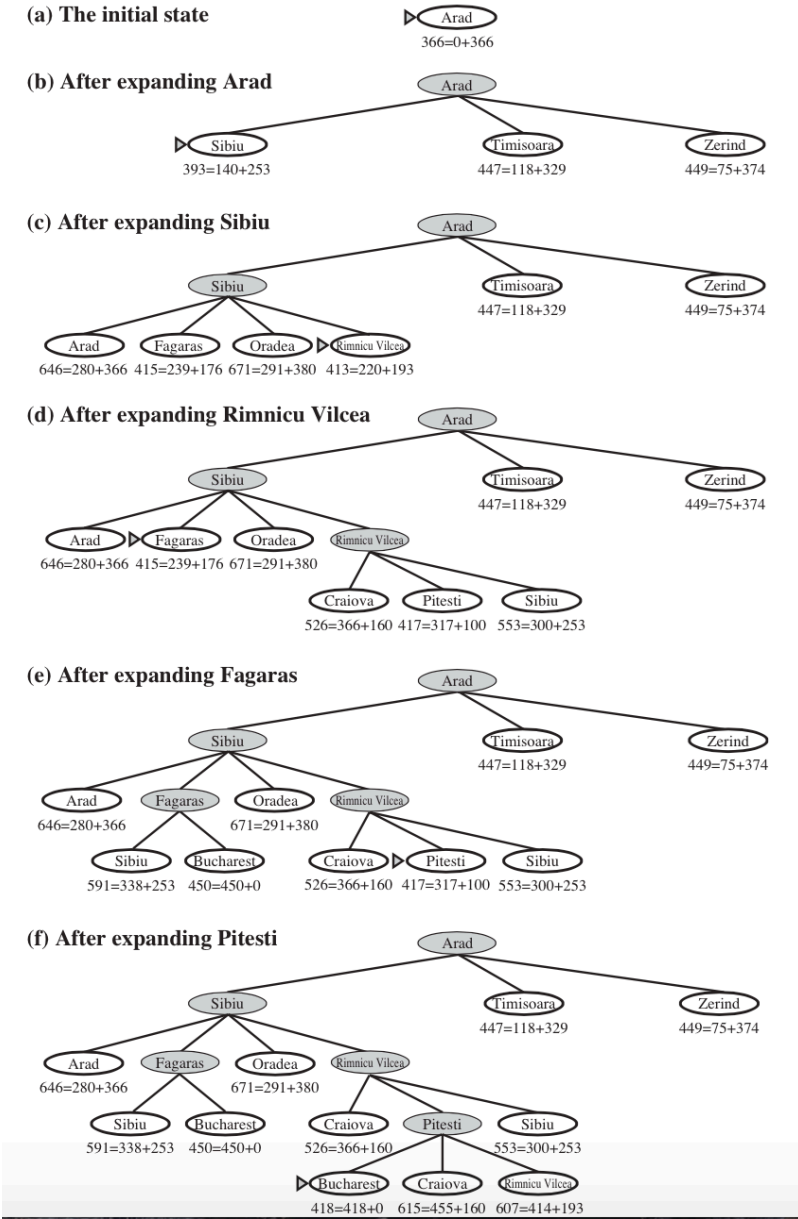 (a) The initial state
Arad
366=0+366
(b) After expanding Arad
Arad
Sibiu Timisoara Zerind
393=140+253 447=118+329 449=75+374
(c) After expanding Sibiu
Arad
Sibiu Timisoara Zerind
447=118+329 449=75+374
Arad Fagaras Oradea Rimnicu Vilcea
646=280+366 415=239+176 671=291+380 413=220+193
(d) After expanding Rimnicu Vilcea
Arad
Sibiu Timisoara Zerind
447=118+329 449=75+374
Arad Fagaras Oradea Rimnicu Vilcea
646=280+366 415=239+176 671=291+380
Craiova Pitesti Sibiu
526=366+160 417=317+100 553=300+253
(e) After expanding Fagaras
Arad
Sibiu Timisoara Zerind
447=118+329 449=75+374
Arad Fagaras Oradea Rimnicu Vilcea
646=280+366 671=291+380
Sibiu Bucharest Craiova Pitesti Sibiu
591=338+253 450=450+0 526=366+160 417=317+100 553=300+253
(f) After expanding Pitesti
Arad
Sibiu Timisoara Zerind
447=118+329 449=75+374
Arad Fagaras Oradea Rimnicu Vilcea
646=280+366 671=291+380
Sibiu Bucharest Craiova Pitesti Sibiu
591=338+253 450=450+0 526=366+160 553=300+253
Bucharest Craiova Rimnicu Vilcea
418=418+0 615=455+160 607=414+193